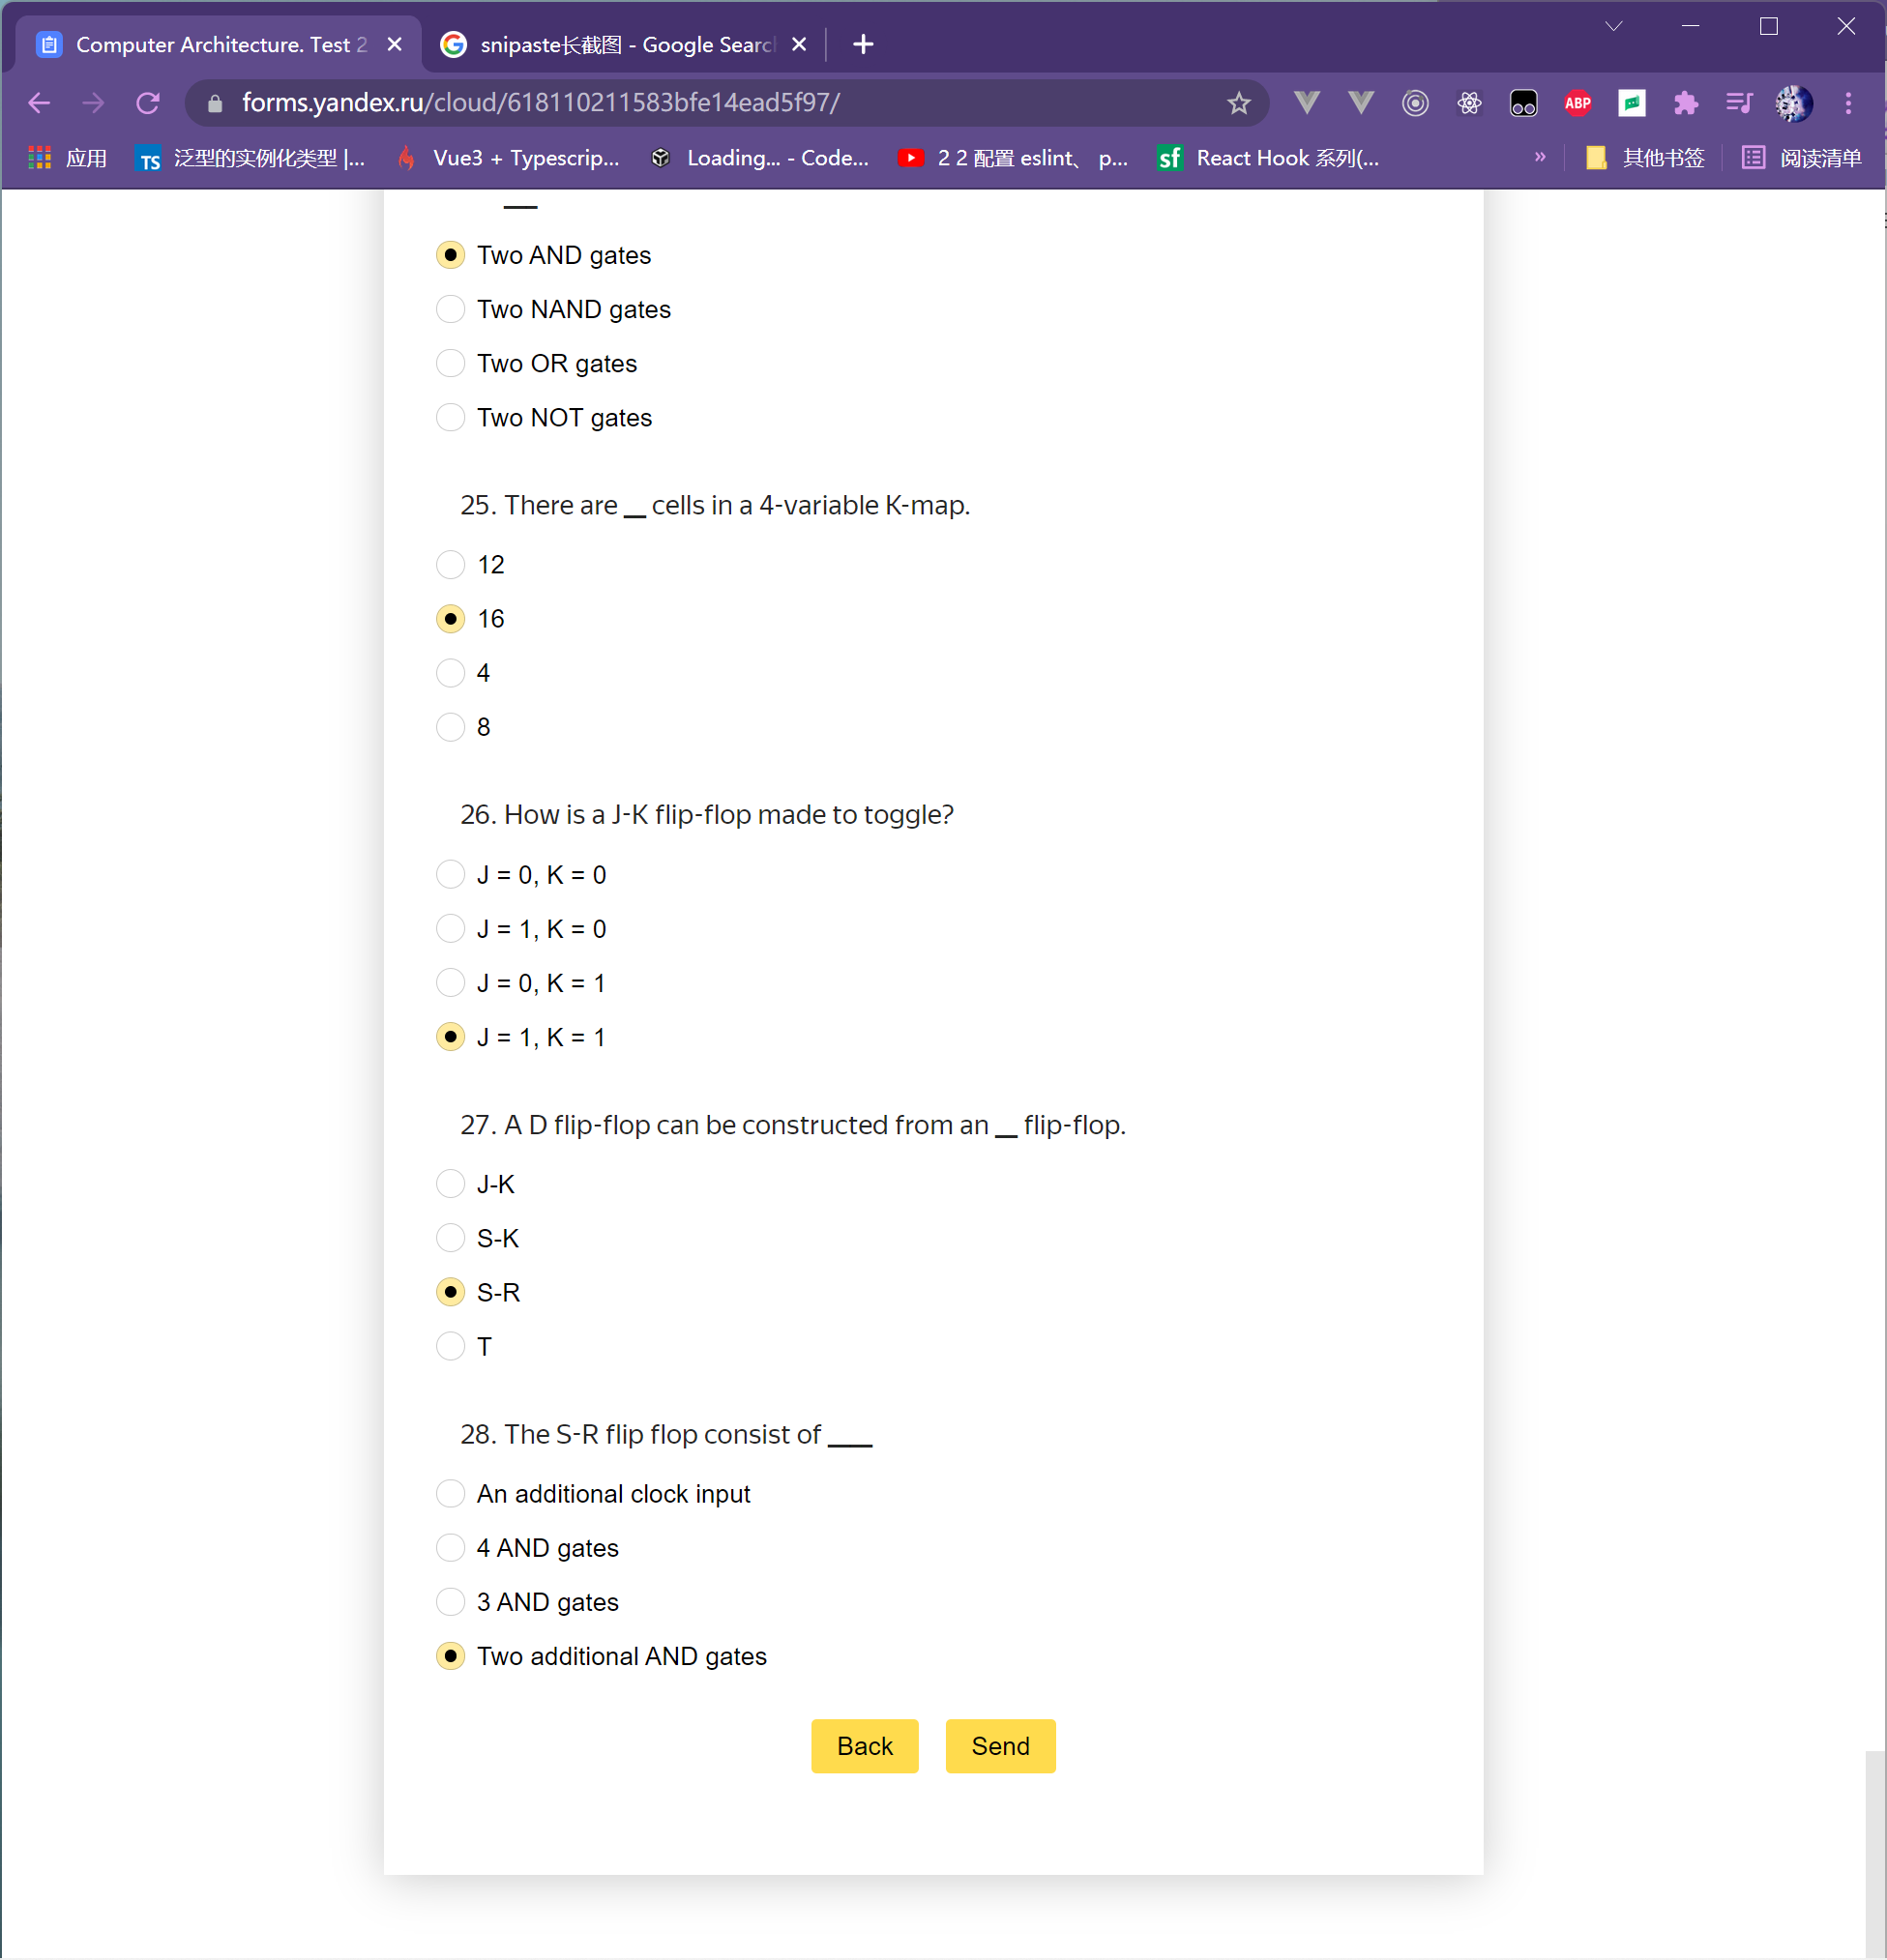 Computer Architecture. Test 2
snipaste长截图 - Google Searc
forms.yandex.ru/cloud/618110211583bfe14ead5f97/
ABP
应用
TS 泛型的实例化类型 |...
Vue3 + Typescrip...
Loading... - Code...
2 2 配置 eslint、 p...
sf React Hook 系列(...
»
其他书签
阅读清单
__
Two AND gates
Two NAND gates
Two OR gates
Two NOT gates
25. There are __ cells in a 4-variable K-map.
12
16
4
8
26. How is a J-K flip-flop made to toggle?
J = 0, K = 0
J = 1, K = 0
J = 0, K = 1
J = 1, K = 1
27. A D flip-flop can be constructed from an __ flip-flop.
J-K
S-K
S-R
T
28. The S-R flip flop consist of ____
An additional clock input
4 AND gates
3 AND gates
Two additional AND gates
Back
Send